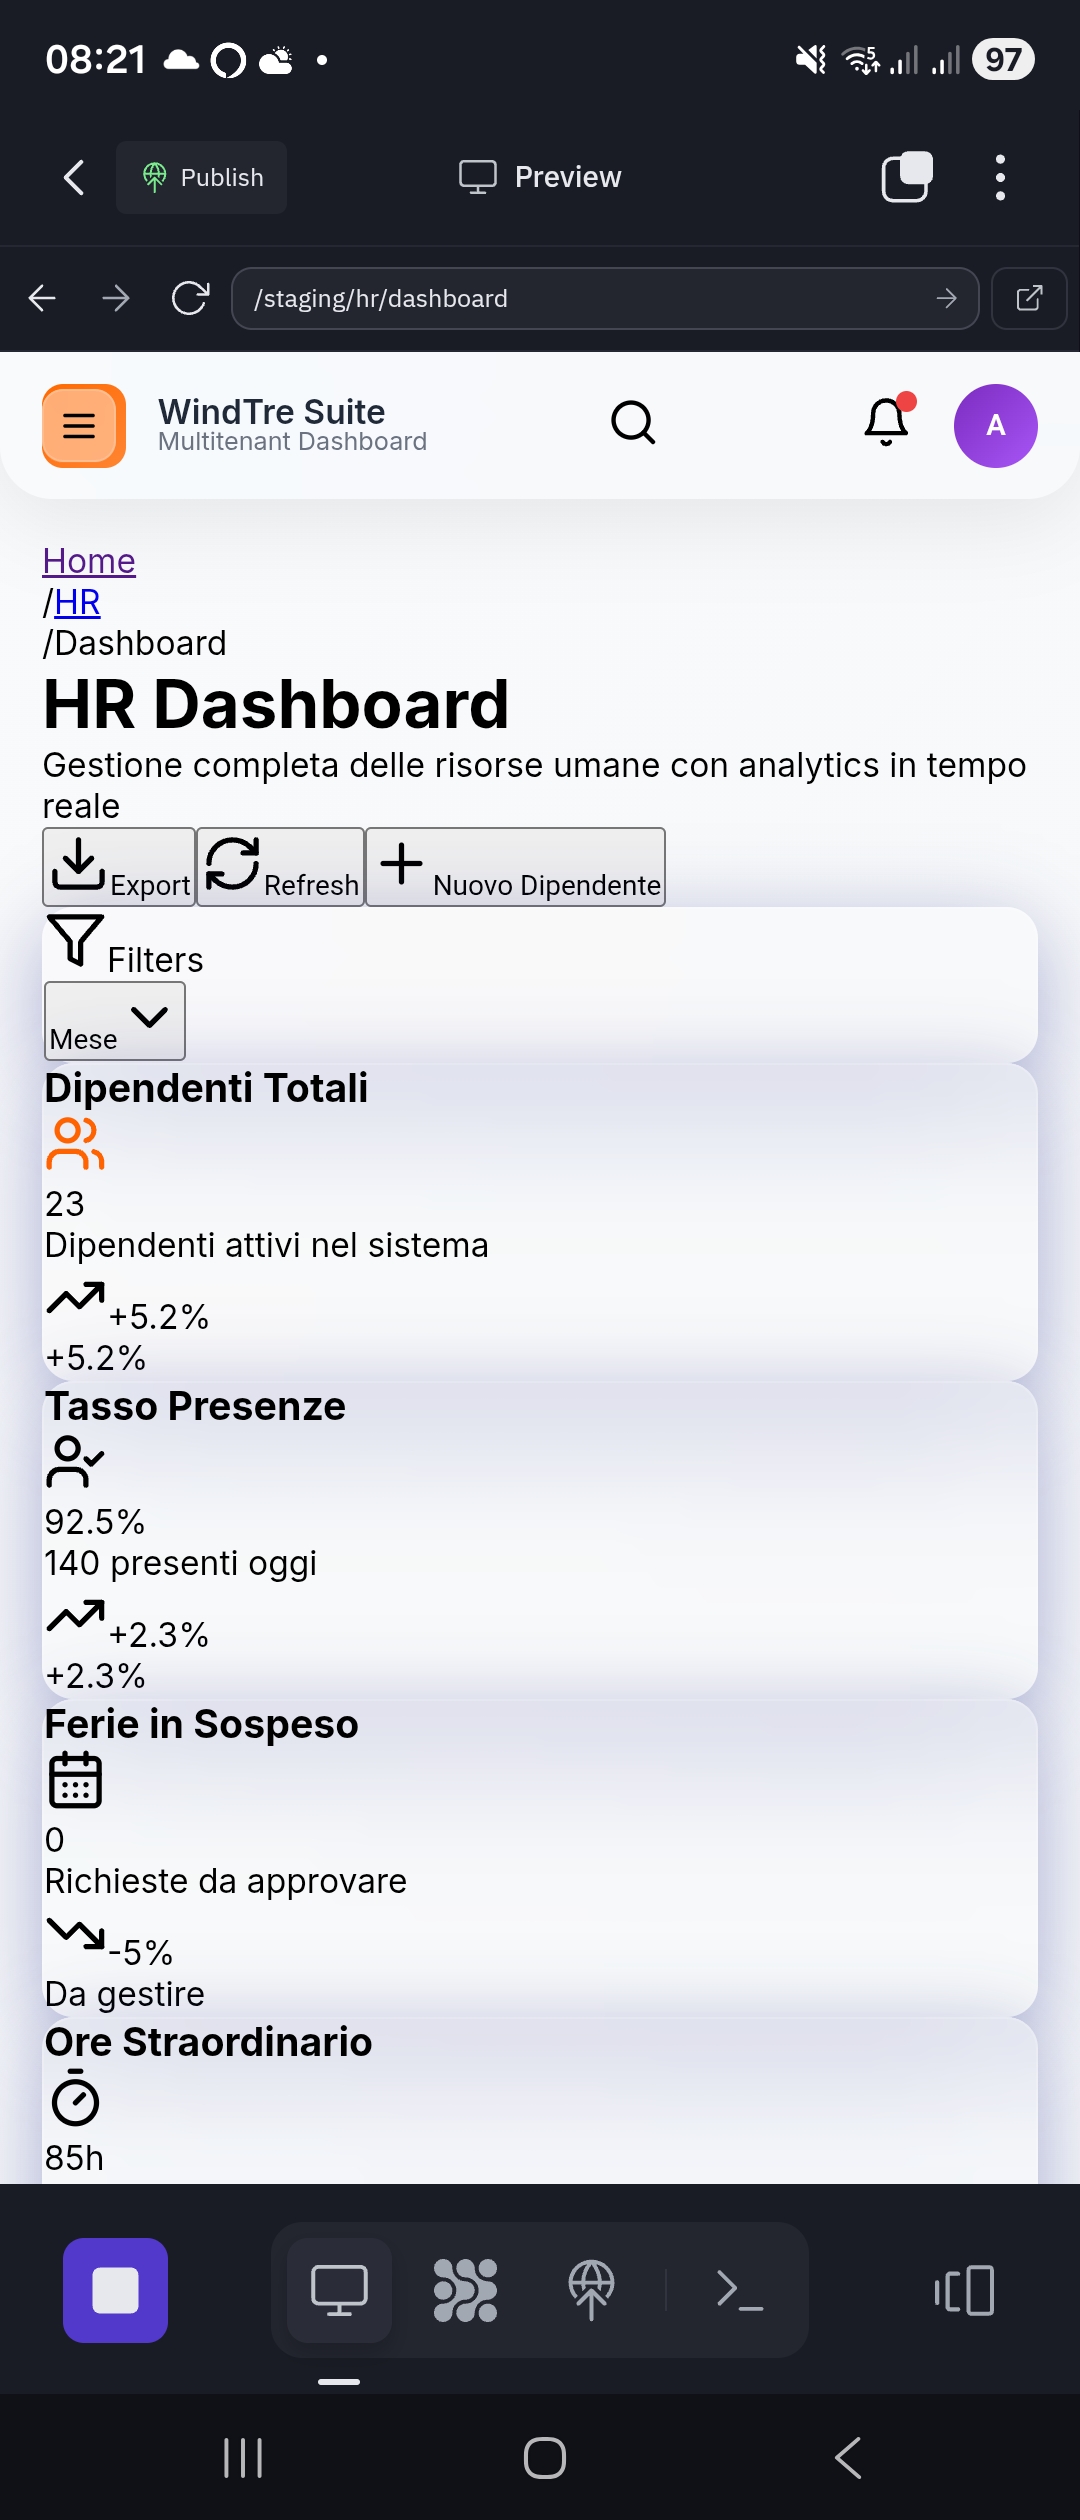 08:21
5
97
Publish
Preview
/staging/hr/dashboard
WindTre Suite
Multitenant Dashboard
A
Home
/HR
/Dashboard
HR Dashboard
Gestione completa delle risorse umane con analytics in tempo
reale
Export Refresh Nuovo Dipendente
Filters
Mese
Dipendenti Totali
23
Dipendenti attivi nel sistema
+5.2%
+5.2%
Tasso Presenze
92.5%
140 presenti oggi
+2.3%
+2.3%
Ferie in Sospeso
0
Richieste da approvare
-5%
Da gestire
Ore Straordinario
85h